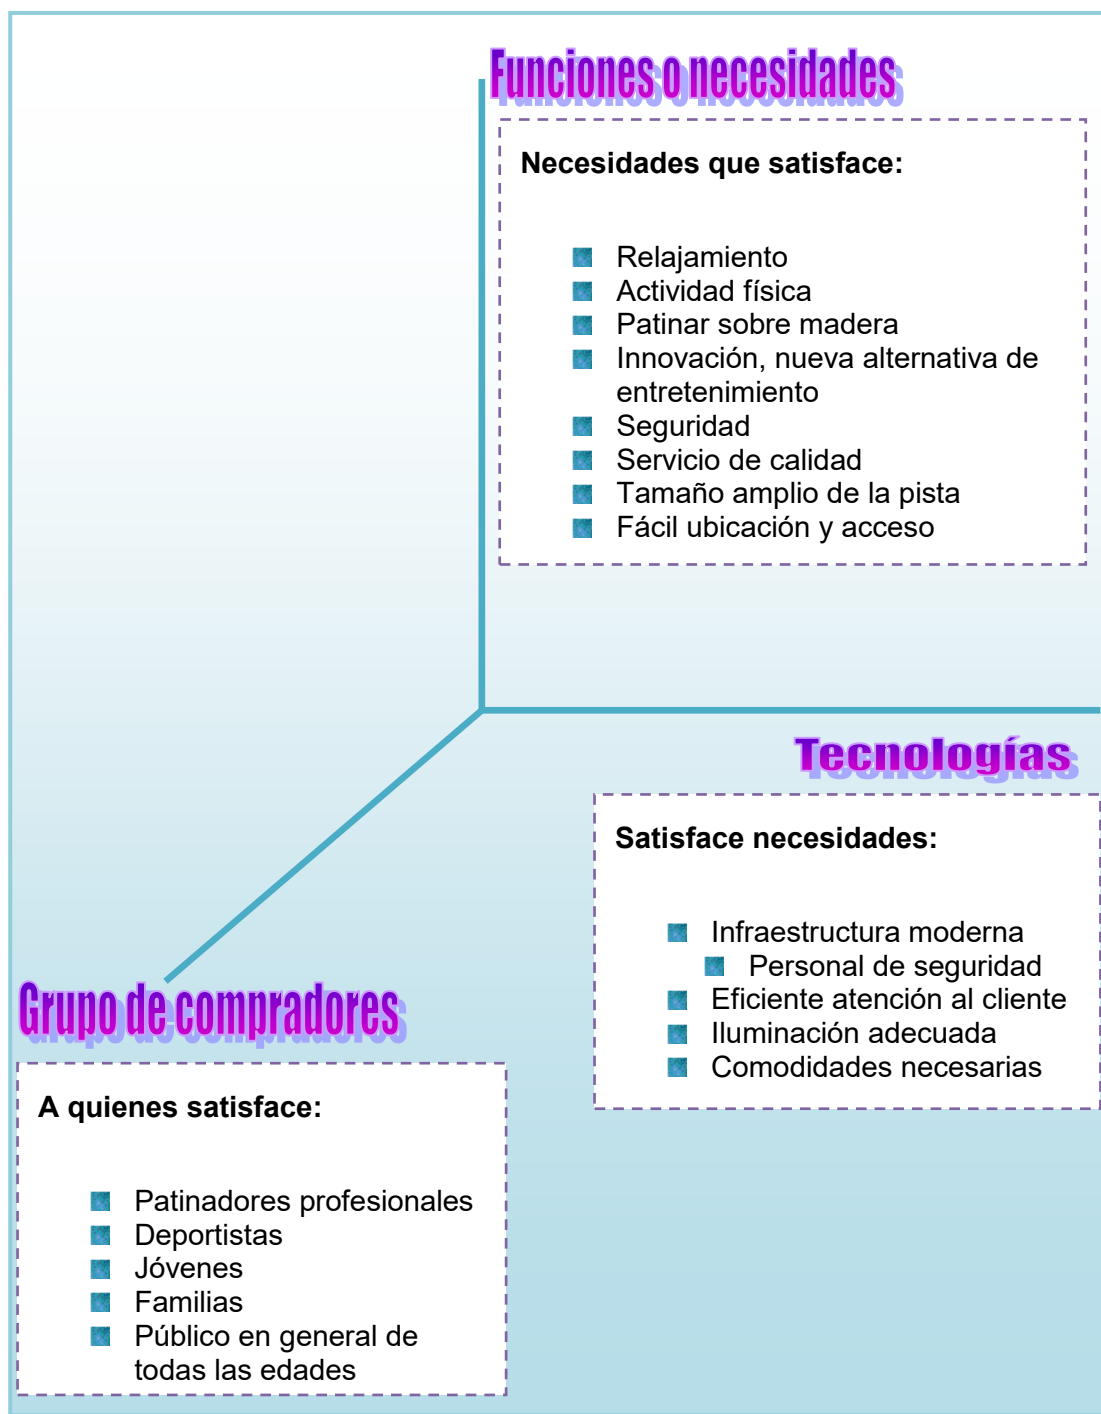 Funciones o necesidades
Necesidades que satisface:
Relajamiento
Actividad física
Patinar sobre madera
Innovación, nueva alternativa de
entretenimiento
Seguridad
Servicio de calidad
Tamaño amplio de la pista
Fácil ubicación y acceso
Tecnologías
Satisface necesidades:
Infraestructura moderna
Personal de seguridad
Eficiente atención al cliente
Iluminación adecuada
Comodidades necesarias
Grupo de compradores
A quienes satisface:
Patinadores profesionales
Deportistas
Jóvenes
Familias
Público en general de
todas las edades